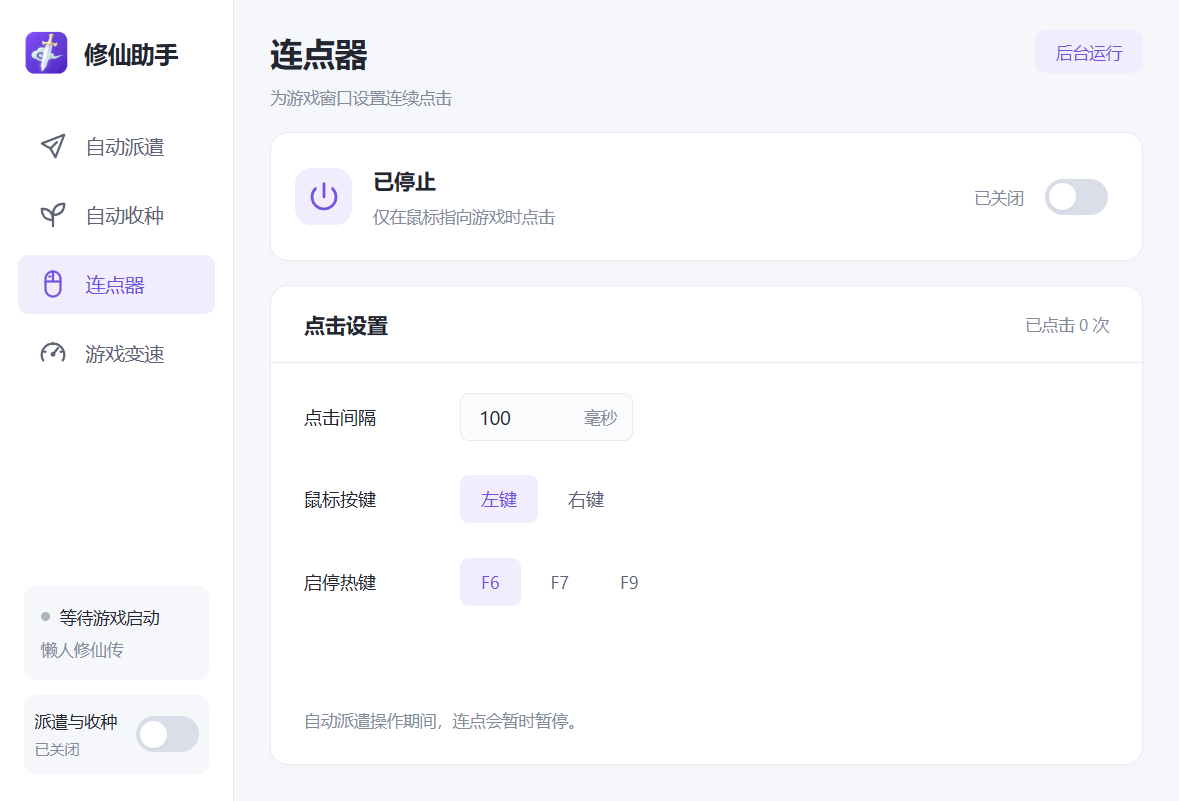 修仙助手
自动派遣
自动收种
连点器
游戏变速
等待游戏启动
懒人修仙传
派遣与收种
已关闭
连点器
后台运行
为游戏窗口设置连续点击
已停止
仅在鼠标指向游戏时点击
已关闭
点击设置
已点击 0 次
点击间隔 100 毫秒
鼠标按键 左键 右键
启停热键 F6 F7 F9
自动派遣操作期间，连点会暂时暂停。